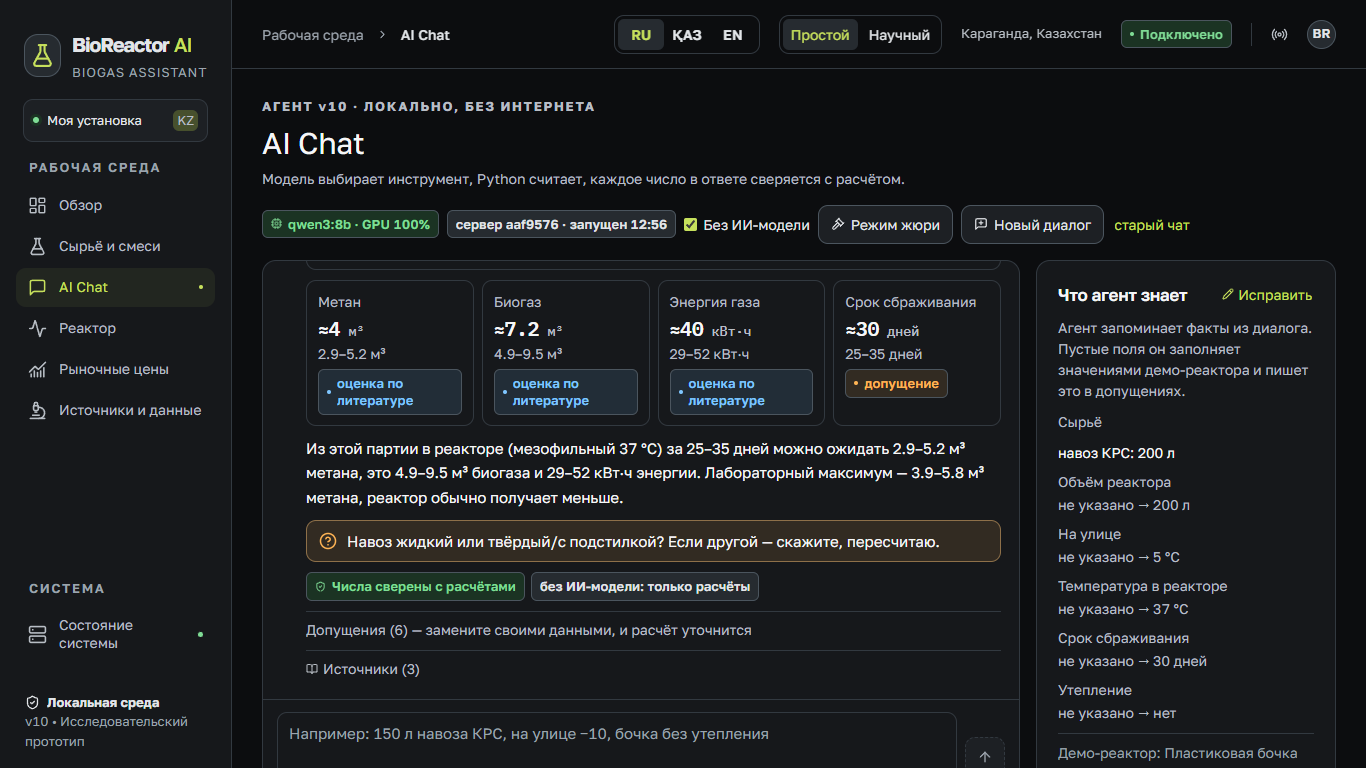 BioReactor AI
BIOGAS ASSISTANT
Моя установка
KZ
РАБОЧАЯ СРЕДА
Обзор
Сырьё и смеси
AI Chat
Реактор
Рыночные цены
Источники и данные
СИСТЕМА
Состояние
системы
Локальная среда
v10 • Исследовательский
прототип
Рабочая среда
AI Chat
RU ҚАЗ EN
Простой Научный
Караганда, Казахстан
• Подключено
BR
АГЕНТ v10 · ЛОКАЛЬНО, БЕЗ ИНТЕРНЕТА
AI Chat
Модель выбирает инструмент, Python считает, каждое число в ответе сверяется с расчётом.
qwen3:8b · GPU 100%
сервер aaf9576 · запущен 12:56
Без ИИ-модели
Режим жюри
Новый диалог
старый чат
Метан
≈4 м³
2.9–5.2 м³
• оценка по
литературе
Биогаз
≈7.2 м³
4.9–9.5 м³
• оценка по
литературе
Энергия газа
≈40 кВт·ч
29–52 кВт·ч
• оценка по
литературе
Срок сбраживания
≈30 дней
25–35 дней
• допущение
Из этой партии в реакторе (мезофильный 37 °C) за 25–35 дней можно ожидать 2.9–5.2 м³
метана, это 4.9–9.5 м³ биогаза и 29–52 кВт·ч энергии. Лабораторный максимум — 3.9–5.8 м³
метана, реактор обычно получает меньше.
Навоз жидкий или твёрдый/с подстилкой? Если другой — скажите, пересчитаю.
Числа сверены с расчётами
без ИИ-модели: только расчёты
Допущения (6) — замените своими данными, и расчёт уточнится
Источники (3)
Например: 150 л навоза КРС, на улице −10, бочка без утепления
Что агент знает
Исправить
Агент запоминает факты из диалога.
Пустые поля он заполняет
значениями демо-реактора и пишет
это в допущениях.
Сырьё
навоз КРС: 200 л
Объём реактора
не указано → 200 л
На улице
не указано → 5 °C
Температура в реакторе
не указано → 37 °C
Срок сбраживания
не указано → 30 дней
Утепление
не указано → нет
Демо-реактор: Пластиковая бочка